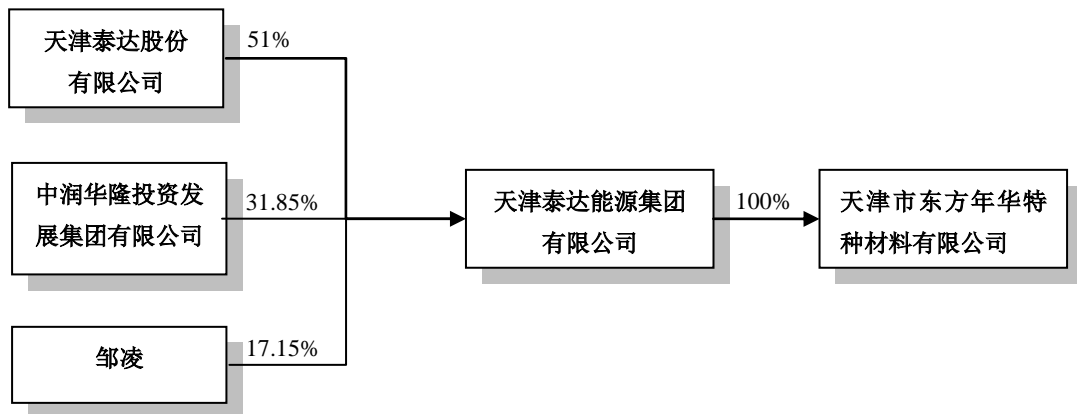 天津泰达股份
有限公司
51%
中润华隆投资发
展集团有限公司
31.85%
邹凌
17.15%
天津泰达能源集团
有限公司
100%
天津市东方年华特
种材料有限公司